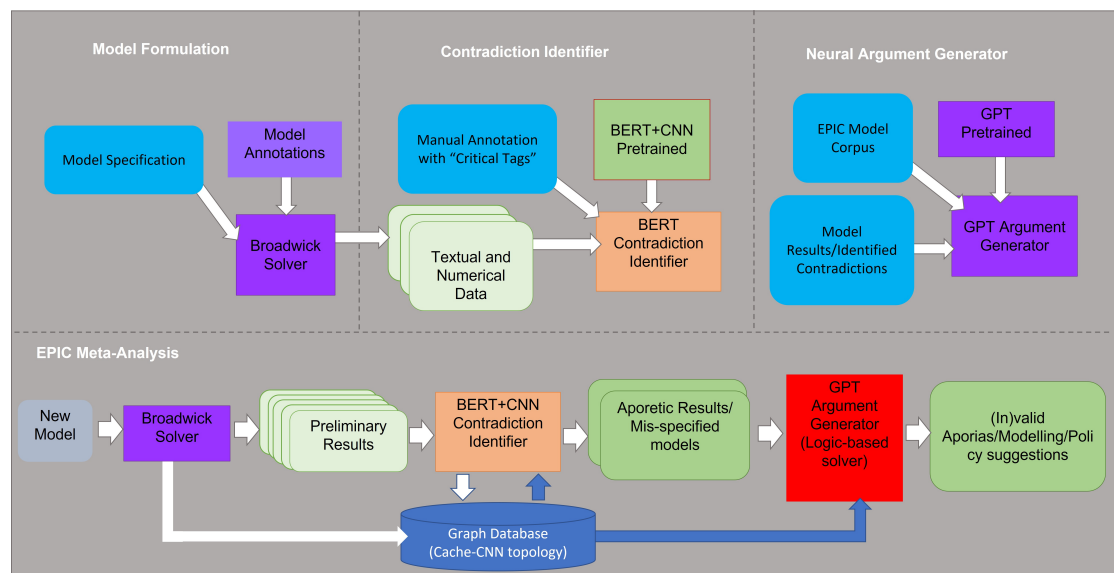 Model Formulation
Model Specification
Model
Annotations
Broadwick
Solver
Contradiction Identifier
Manual Annotation
with “Critical Tags”
BERT+CNN
Pretrained
Textual and
Numerical
Data
BERT
Contradiction
Identifier
Neural Argument Generator
EPIC Model
Corpus
GPT
Pretrained
Model
Results/Identified
Contradictions
GPT Argument
Generator
EPIC Meta-Analysis
New
Model
Broadwick
Solver
Preliminary
Results
BERT+CNN
Contradiction
Identifier
Aporetic Results/
Mis-specified
models
GPT
Argument
Generator
(Logic-based
solver)
(In)valid
Aporias/Modelling/Poli
cy suggestions
Graph Database
(Cache-CNN topology)